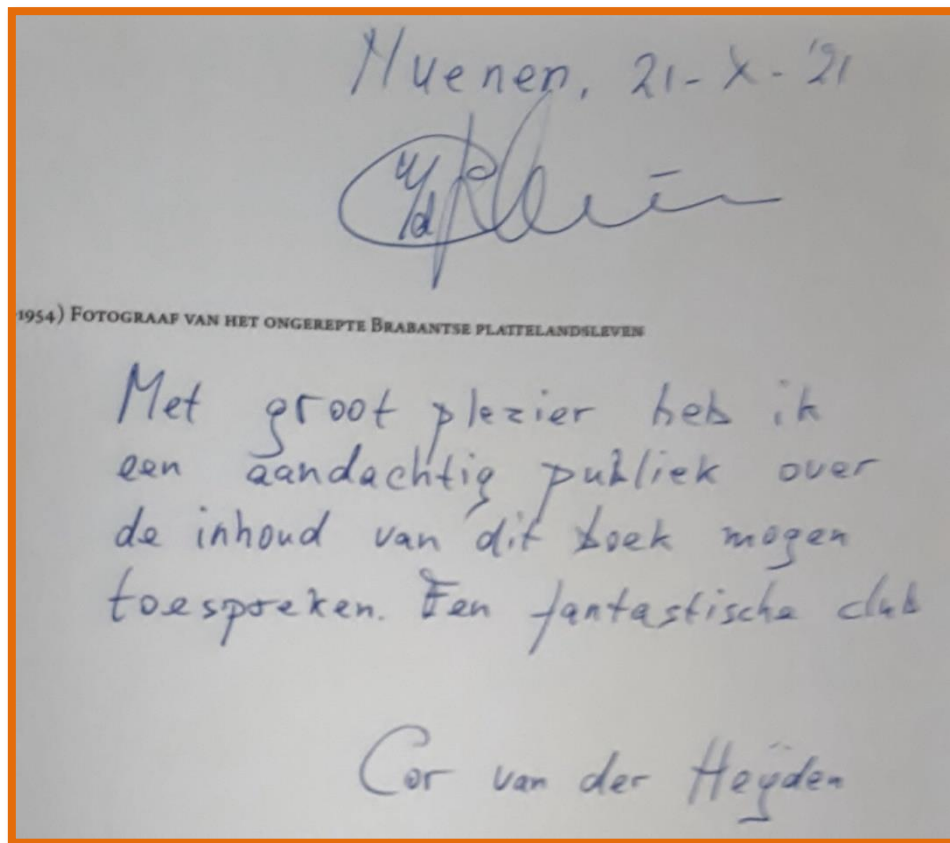 Nuenen, 21-X-'21
1954) Fotograaf van het ongerepte Brabantse plattelandsleven
Met groot plezier heb ik
een aandachtig publiek over
de inhoud van dit boek mogen
toespreken. Een fantastische club
Cor van der Heijden